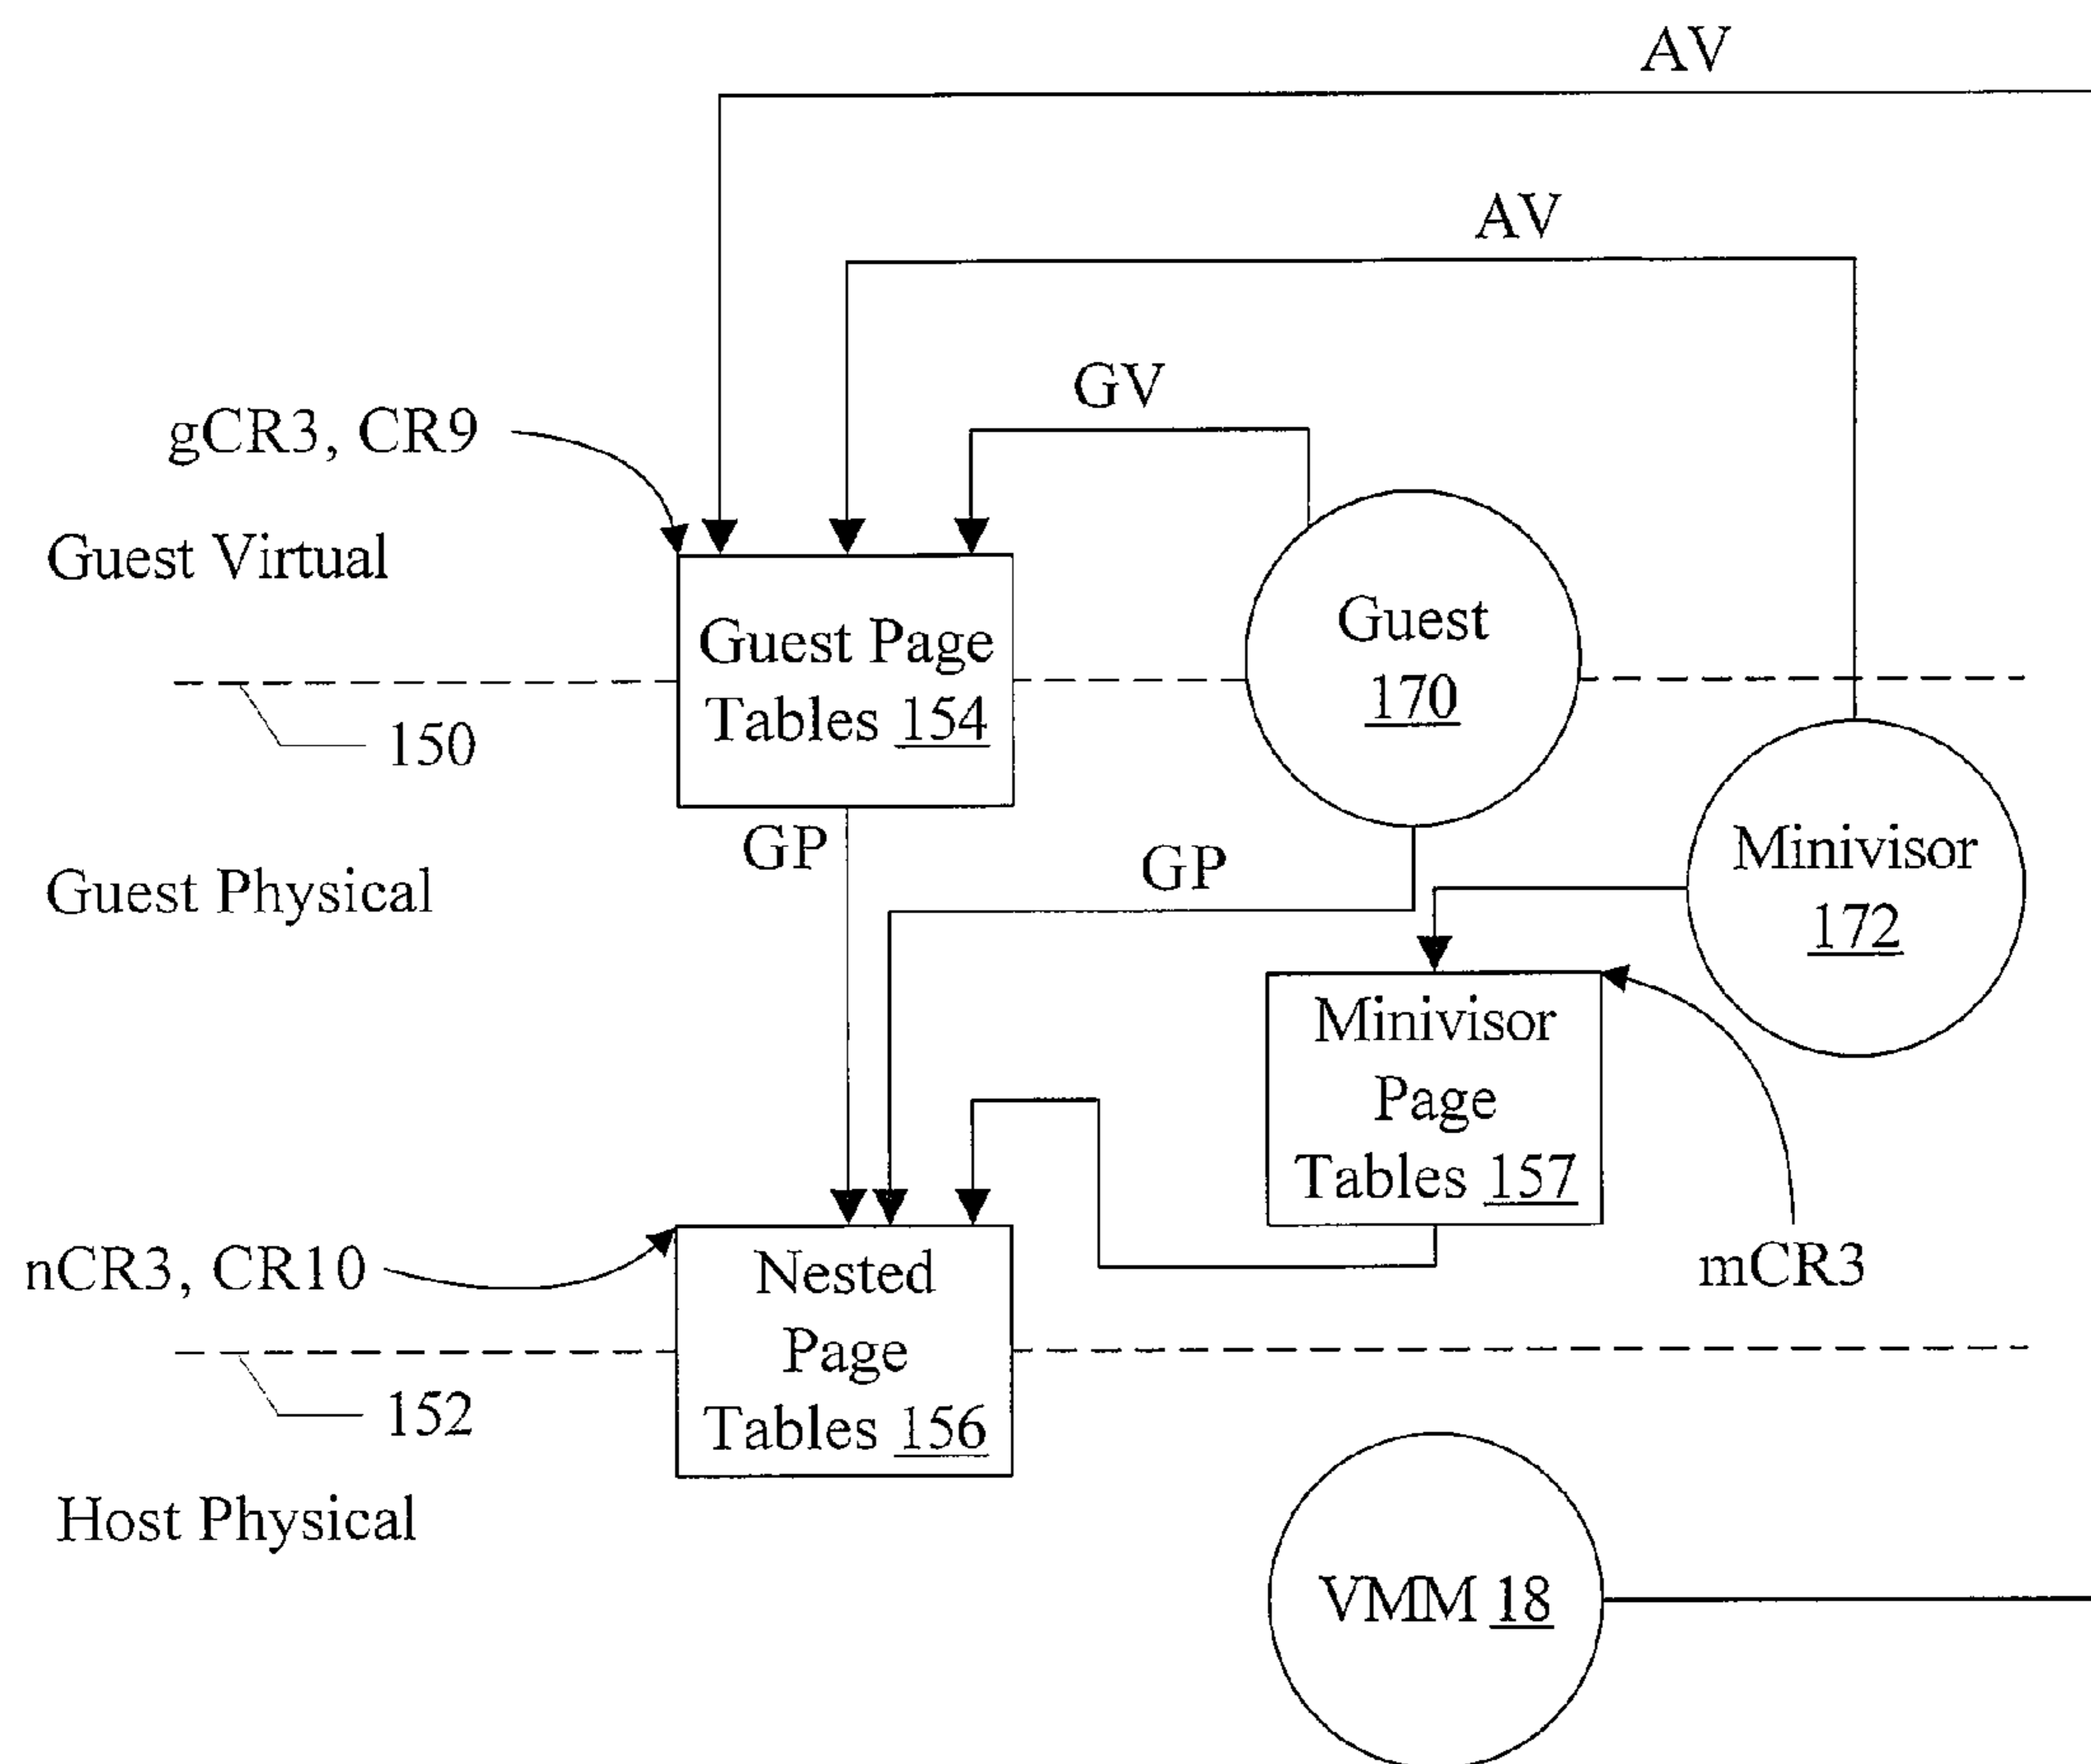 AV
AV
GV
gCR3, CR9
Guest Virtual
Guest Page
Tables 154
Guest
170
150
GP
GP
Guest Physical
Minivisor
172
Minivisor
Page
Tables 157
nCR3, CR10
mCR3
Nested
Page
Tables 156
152
Host Physical
VMM 18